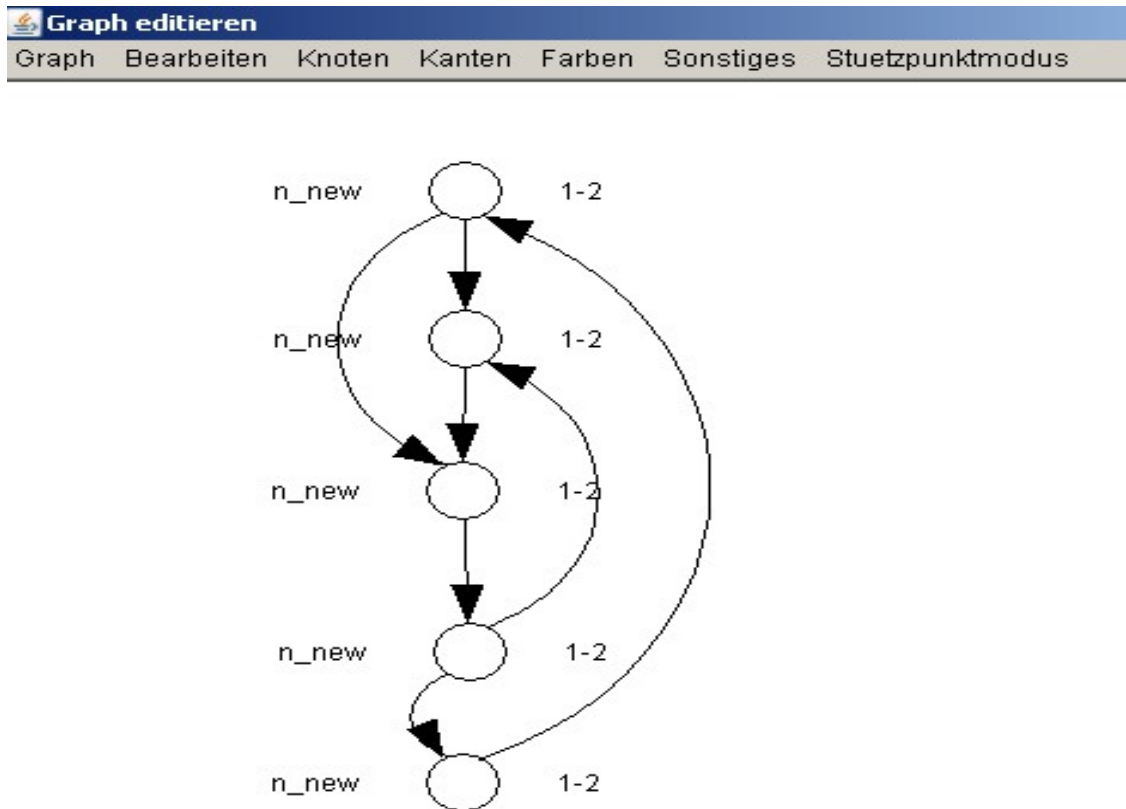 Graph editieren
Graph Bearbeiten Knoten Kanten Farben Sonstiges Stuetzpunktmodus
n_new 1-2
n_new 1-2
n_new 1-2
n_new 1-2
n_new 1-2